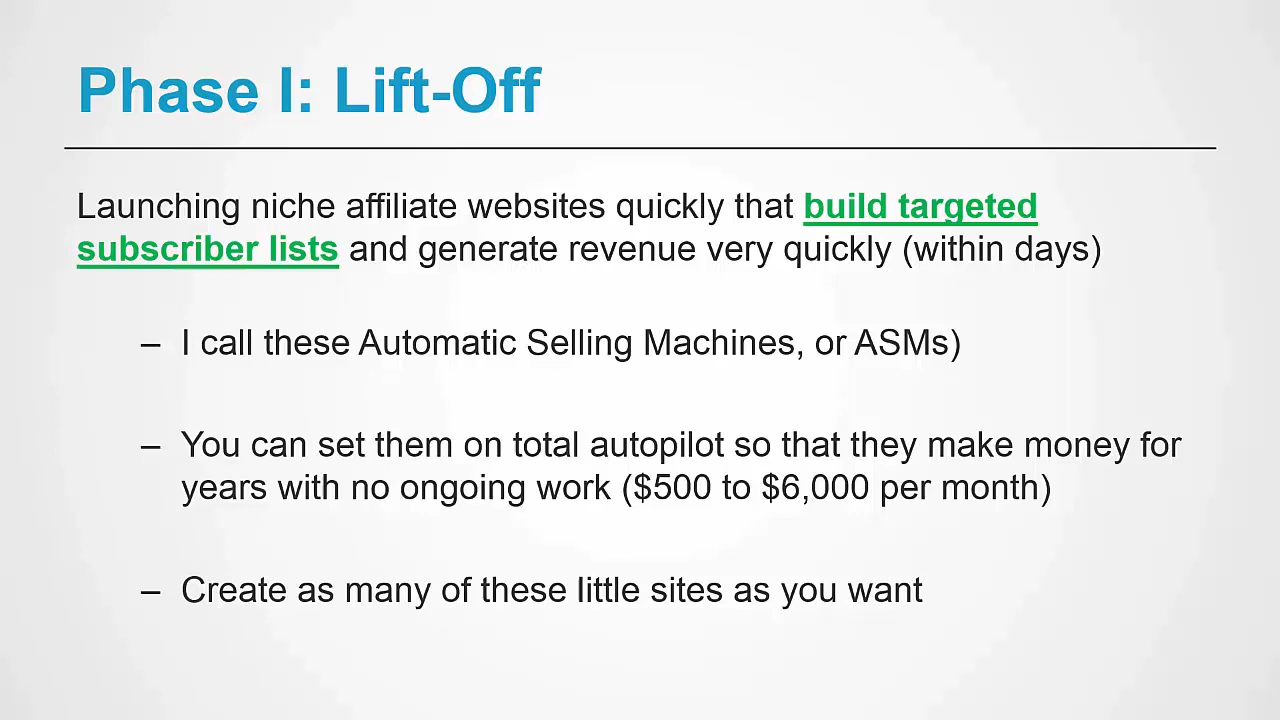 Phase I: Lift-Off
Launching niche affiliate websites quickly that build targeted
subscriber lists and generate revenue very quickly (within days)
– I call these Automatic Selling Machines, or ASMs)
– You can set them on total autopilot so that they make money for
years with no ongoing work ($500 to $6,000 per month)
– Create as many of these little sites as you want